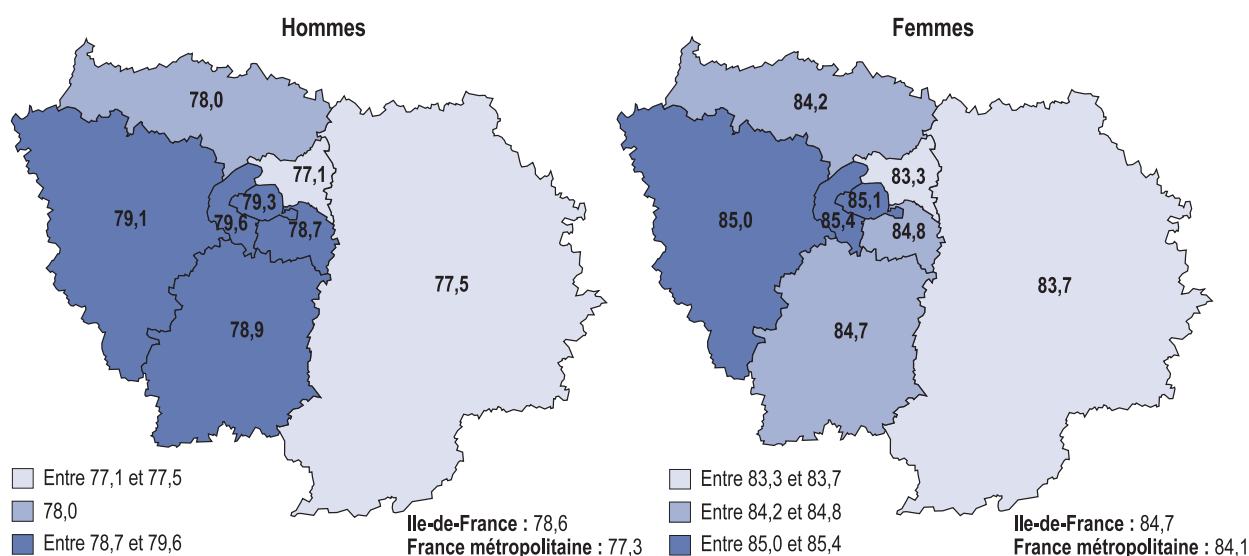 Hommes
78,0
77,1
79,3
79,1
79,6
78,7
77,5
78,9
Entre 77,1 et 77,5
78,0
Entre 78,7 et 79,6
Ile-de-France : 78,6
France métropolitaine : 77,3
Femmes
84,2
83,3
85,1
85,0
85,4
84,8
83,7
84,7
Entre 83,3 et 83,7
Entre 84,2 et 84,8
Entre 85,0 et 85,4
Ile-de-France : 84,7
France métropolitaine : 84,1